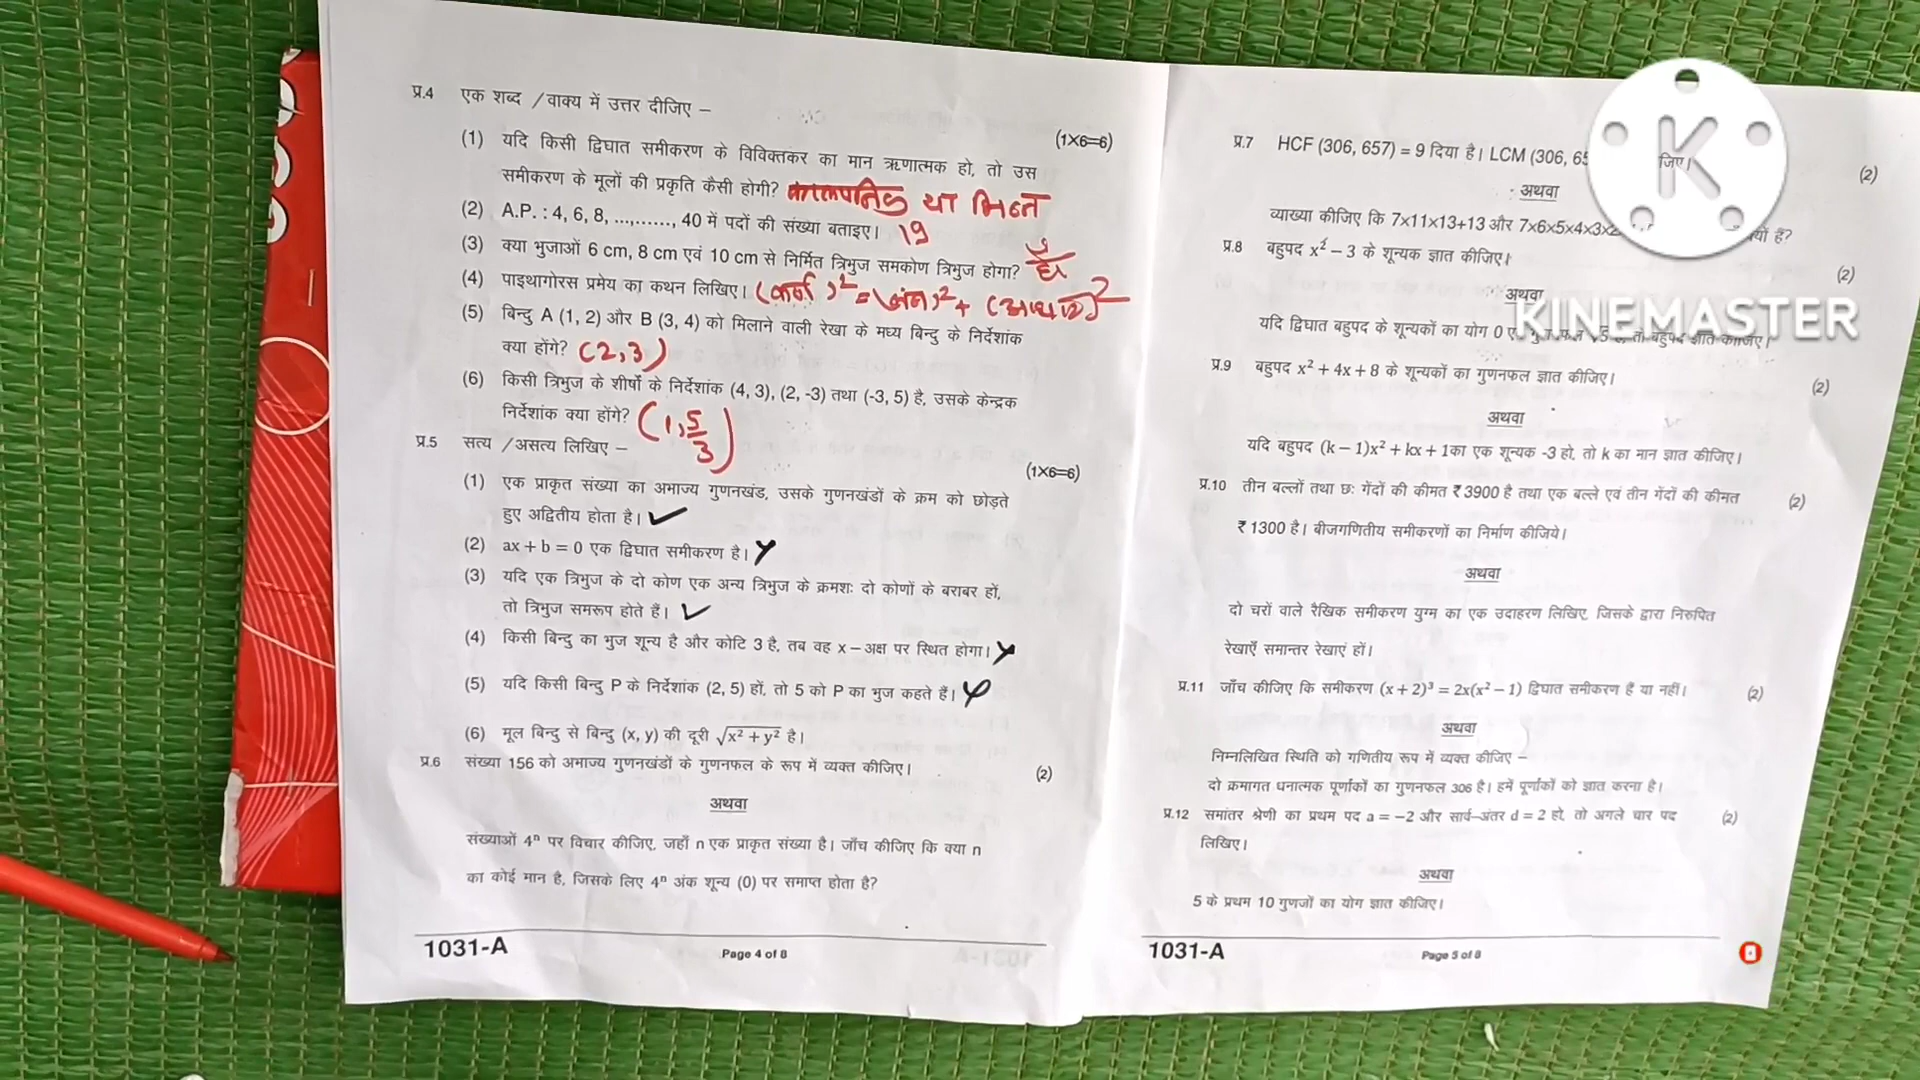 प्र.4 एक शब्द / वाक्य में उत्तर दीजिए –
(1×6=6)
(1) यदि किसी द्विघात समीकरण के विविक्तकर का मान ऋणात्मक हो, तो उस
समीकरण के मूलों की प्रकृति कैसी होगी? काल्पनिक या भिन्न
(2) A.P. : 4, 6, 8, ............, 40 में पदों की संख्या बताइए। 19
(3) क्या भुजाओं 6 cm, 8 cm एवं 10 cm से निर्मित त्रिभुज समकोण त्रिभुज होगा? हाँ
(4) पाइथागोरस प्रमेय का कथन लिखिए। (कर्ण)² = (लंब)² + (आधार)²
(5) बिन्दु A (1, 2) और B (3, 4) को मिलाने वाली रेखा के मध्य बिन्दु के निर्देशांक
क्या होंगे? (2,3)
(6) किसी त्रिभुज के शीर्षों के निर्देशांक (4, 3), (2, -3) तथा (-3, 5) है, उसके केन्द्रक
निर्देशांक क्या होंगे? (1, 5/3)
प्र.5 सत्य / असत्य लिखिए –
(1×6=6)
(1) एक प्राकृत संख्या का अभाज्य गुणनखंड, उसके गुणनखंडों के क्रम को छोड़ते
हुए अद्वितीय होता है। ✓
(2) ax + b = 0 एक द्विघात समीकरण है। ✗
(3) यदि एक त्रिभुज के दो कोण एक अन्य त्रिभुज के क्रमशः दो कोणों के बराबर हों,
तो त्रिभुज समरूप होते हैं। ✓
(4) किसी बिन्दु का भुज शून्य है और कोटि 3 है, तब वह x – अक्ष पर स्थित होगा। ✗
(5) यदि किसी बिन्दु P के निर्देशांक (2, 5) हों, तो 5 को P का भुज कहते हैं। ✗
(6) मूल बिन्दु से बिन्दु (x, y) की दूरी √x² + y² है।
प्र.6 संख्या 156 को अभाज्य गुणनखंडों के गुणनफल के रूप में व्यक्त कीजिए। (2)
अथवा
संख्याओं 4ⁿ पर विचार कीजिए, जहाँ n एक प्राकृत संख्या है। जाँच कीजिए कि क्या n
का कोई मान है, जिसके लिए 4ⁿ अंक शून्य (0) पर समाप्त होता है?
1031-A Page 4 of 8
प्र.7 HCF (306, 657) = 9 दिया है। LCM (306, 65 जिए।
(2)
अथवा
व्याख्या कीजिए कि 7×11×13+13 और 7×6×5×4×3×2 हैं?
प्र.8 बहुपद x² – 3 के शून्यक ज्ञात कीजिए।
(2)
अथवा
यदि द्विघात बहुपद के शून्यकों का योग 0 तो बहुपद ज्ञात कीजिए।
प्र.9 बहुपद x² + 4x + 8 के शून्यकों का गुणनफल ज्ञात कीजिए।
(2)
अथवा
यदि बहुपद (k – 1)x² + kx + 1का एक शून्यक -3 हो, तो k का मान ज्ञात कीजिए।
प्र.10 तीन बल्लों तथा छः गेंदों की कीमत ₹ 3900 है तथा एक बल्ले एवं तीन गेंदों की कीमत (2)
₹ 1300 है। बीजगणितीय समीकरणों का निर्माण कीजिये।
अथवा
दो चरों वाले रैखिक समीकरण युग्म का एक उदाहरण लिखिए, जिसके द्वारा निरुपित
रेखाएँ समान्तर रेखाएं हों।
प्र.11 जाँच कीजिए कि समीकरण (x + 2)³ = 2x(x² – 1) द्विघात समीकरण है या नहीं। (2)
अथवा
निम्नलिखित स्थिति को गणितीय रूप में व्यक्त कीजिए –
दो क्रमागत धनात्मक पूर्णांकों का गुणनफल 306 है। हमें पूर्णांकों को ज्ञात करना है।
प्र.12 समांतर श्रेणी का प्रथम पद a = –2 और सार्व–अंतर d = 2 हो, तो अगले चार पद (2)
लिखिए।
अथवा
5 के प्रथम 10 गुणजों का योग ज्ञात कीजिए।
1031-A Page 5 of 8
K
KINEMASTER